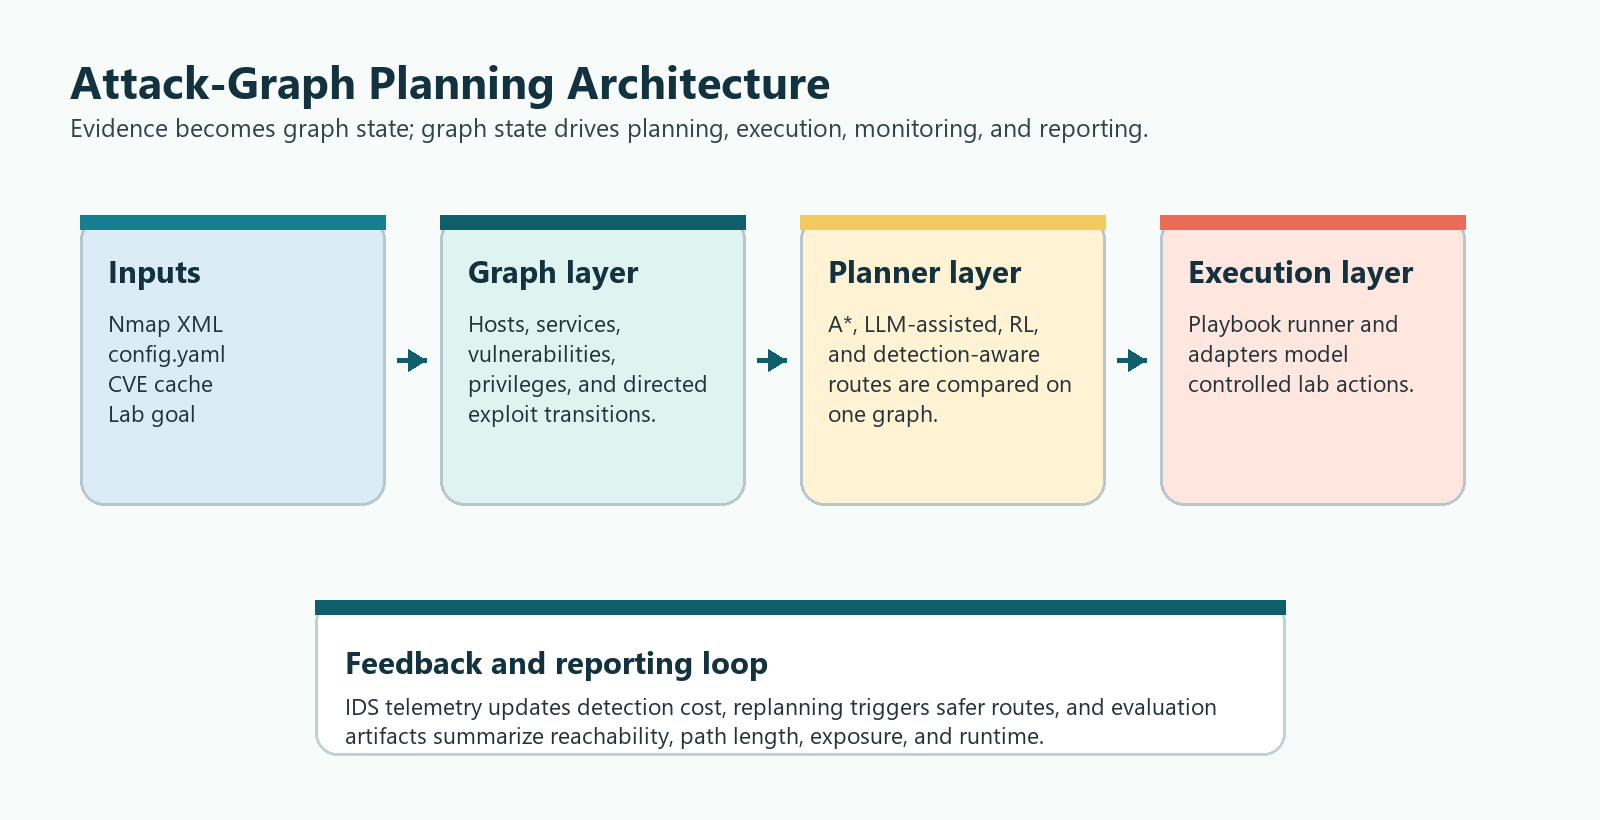 Attack-Graph Planning Architecture
Evidence becomes graph state; graph state drives planning, execution, monitoring, and reporting.
Inputs
Nmap XML
config.yaml
CVE cache
Lab goal
Graph layer
Hosts, services,
vulnerabilities,
privileges, and directed
exploit transitions.
Planner layer
A*, LLM-assisted, RL,
and detection-aware
routes are compared on
one graph.
Execution layer
Playbook runner and
adapters model
controlled lab actions.
Feedback and reporting loop
IDS telemetry updates detection cost, replanning triggers safer routes, and evaluation
artifacts summarize reachability, path length, exposure, and runtime.